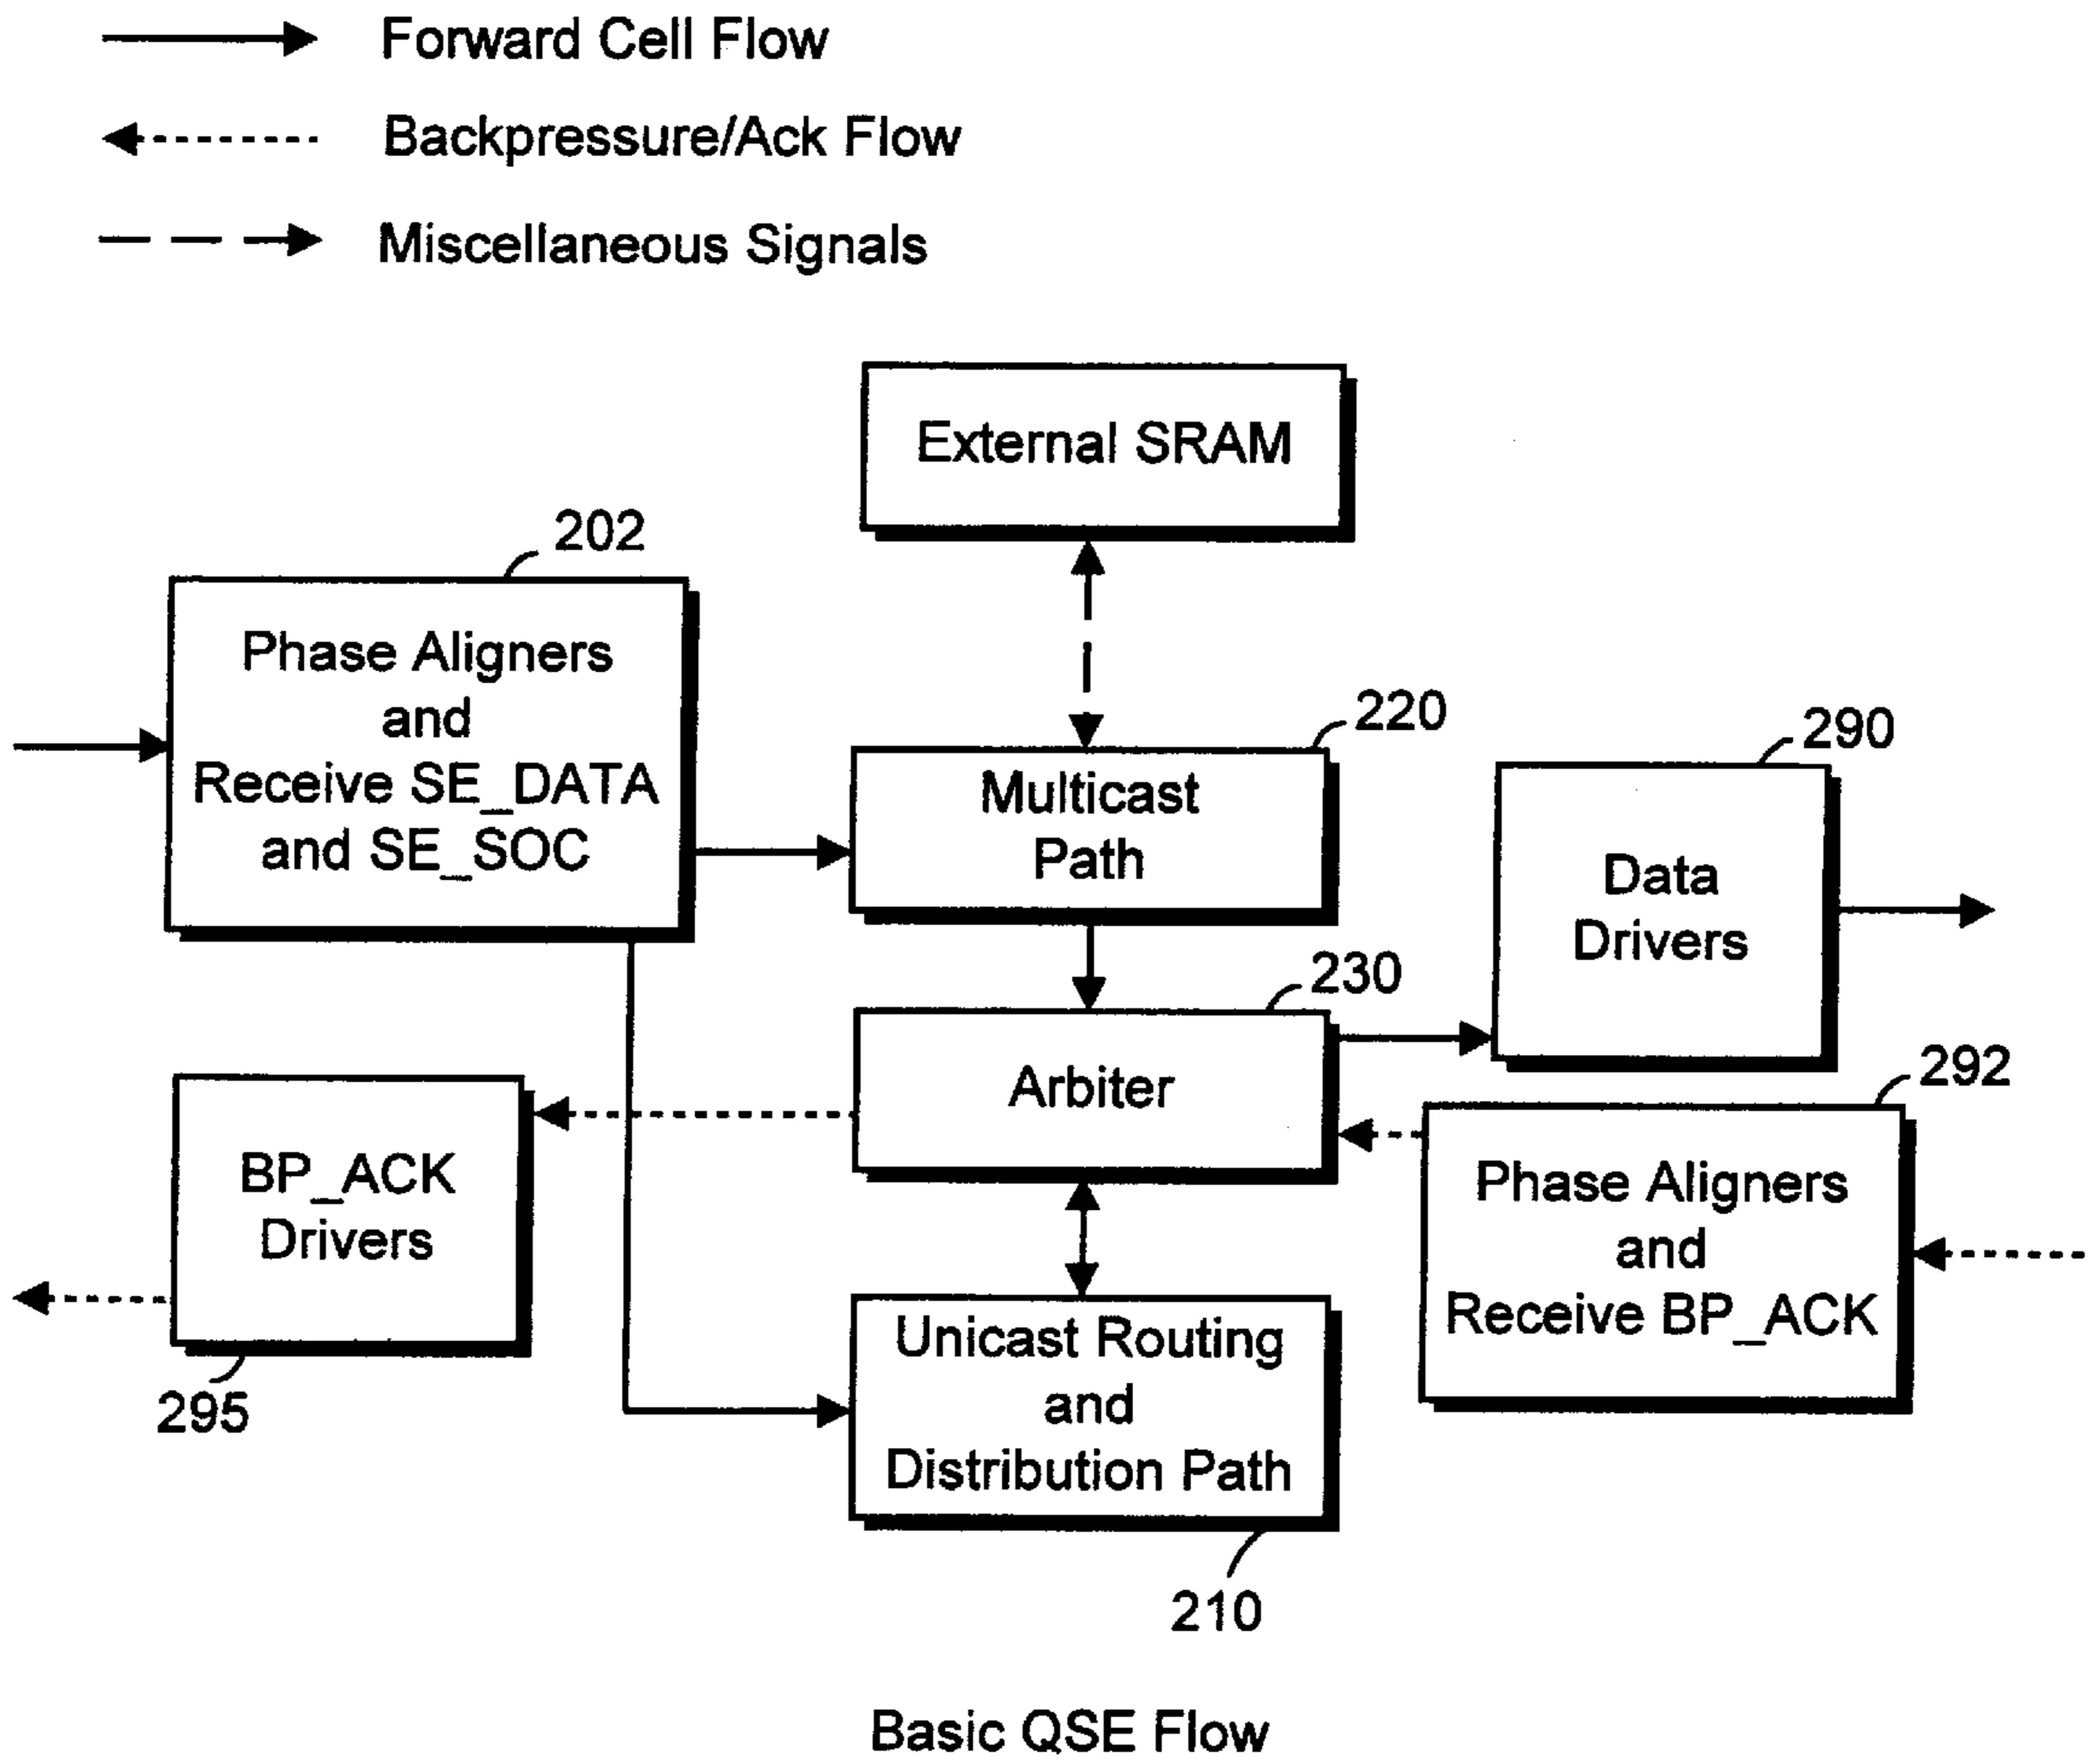 Forward Cell Flow
Backpressure/Ack Flow
Miscellaneous Signals
External SRAM
202
Phase Aligners
and
Receive SE_DATA
and SE_SOC
220
Multicast
Path
290
Data
Drivers
230
Arbiter
292
BP_ACK
Drivers
295
Phase Aligners
and
Receive BP_ACK
Unicast Routing
and
Distribution Path
210
Basic QSE Flow